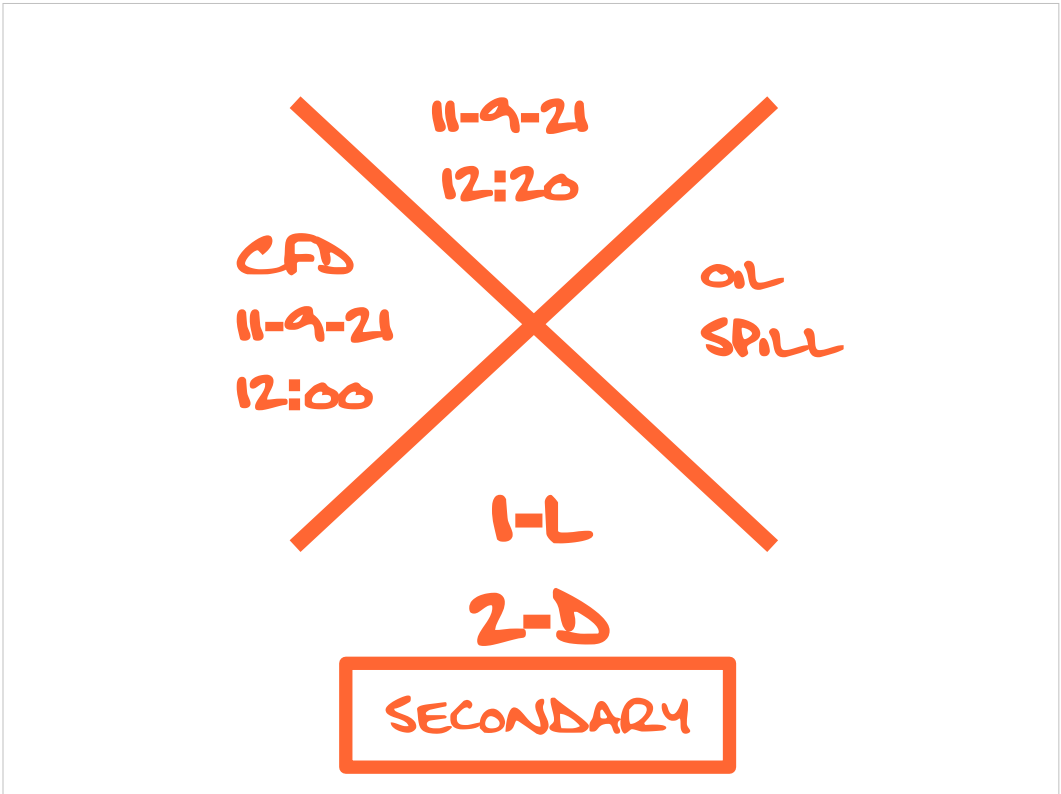 11-9-21
12:20
CFD
11-9-21
12:00
OIL
SPILL
1-L
2-D
SECONDARY